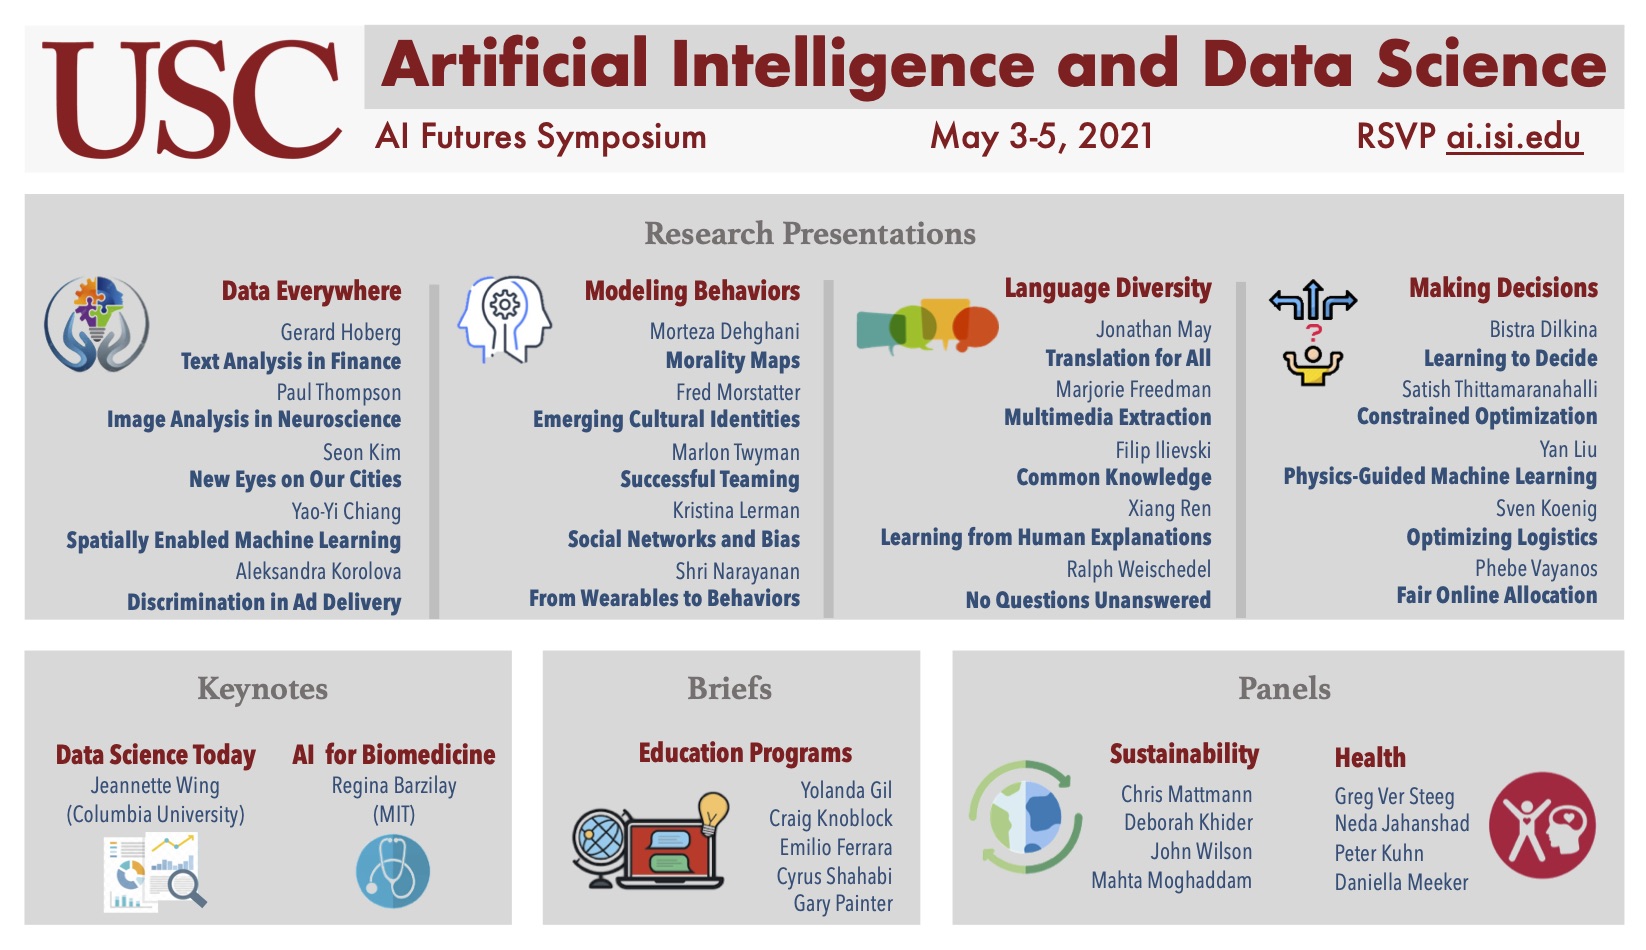 USC
Artificial Intelligence and Data Science
AI Futures Symposium May 3-5, 2021 RSVP ai.isi.edu
Research Presentations
Data Everywhere
Gerard Hoberg
Text Analysis in Finance
Paul Thompson
Image Analysis in Neuroscience
Seon Kim
New Eyes on Our Cities
Yao-Yi Chiang
Spatially Enabled Machine Learning
Aleksandra Korolova
Discrimination in Ad Delivery
Modeling Behaviors
Morteza Dehghani
Morality Maps
Fred Morstatter
Emerging Cultural Identities
Marlon Twyman
Successful Teaming
Kristina Lerman
Social Networks and Bias
Shri Narayanan
From Wearables to Behaviors
Language Diversity
Jonathan May
Translation for All
Marjorie Freedman
Multimedia Extraction
Filip Ilievski
Common Knowledge
Xiang Ren
Learning from Human Explanations
Ralph Weischedel
No Questions Unanswered
?
Making Decisions
Bistra Dilkina
Learning to Decide
Satish Thittamaranahalli
Constrained Optimization
Yan Liu
Physics-Guided Machine Learning
Sven Koenig
Optimizing Logistics
Phebe Vayanos
Fair Online Allocation
Keynotes
Data Science Today
Jeannette Wing
(Columbia University)
AI for Biomedicine
Regina Barzilay
(MIT)
Briefs
Education Programs
Yolanda Gil
Craig Knoblock
Emilio Ferrara
Cyrus Shahabi
Gary Painter
Panels
Sustainability
Chris Mattmann
Deborah Khider
John Wilson
Mahta Moghaddam
Health
Greg Ver Steeg
Neda Jahanshad
Peter Kuhn
Daniella Meeker